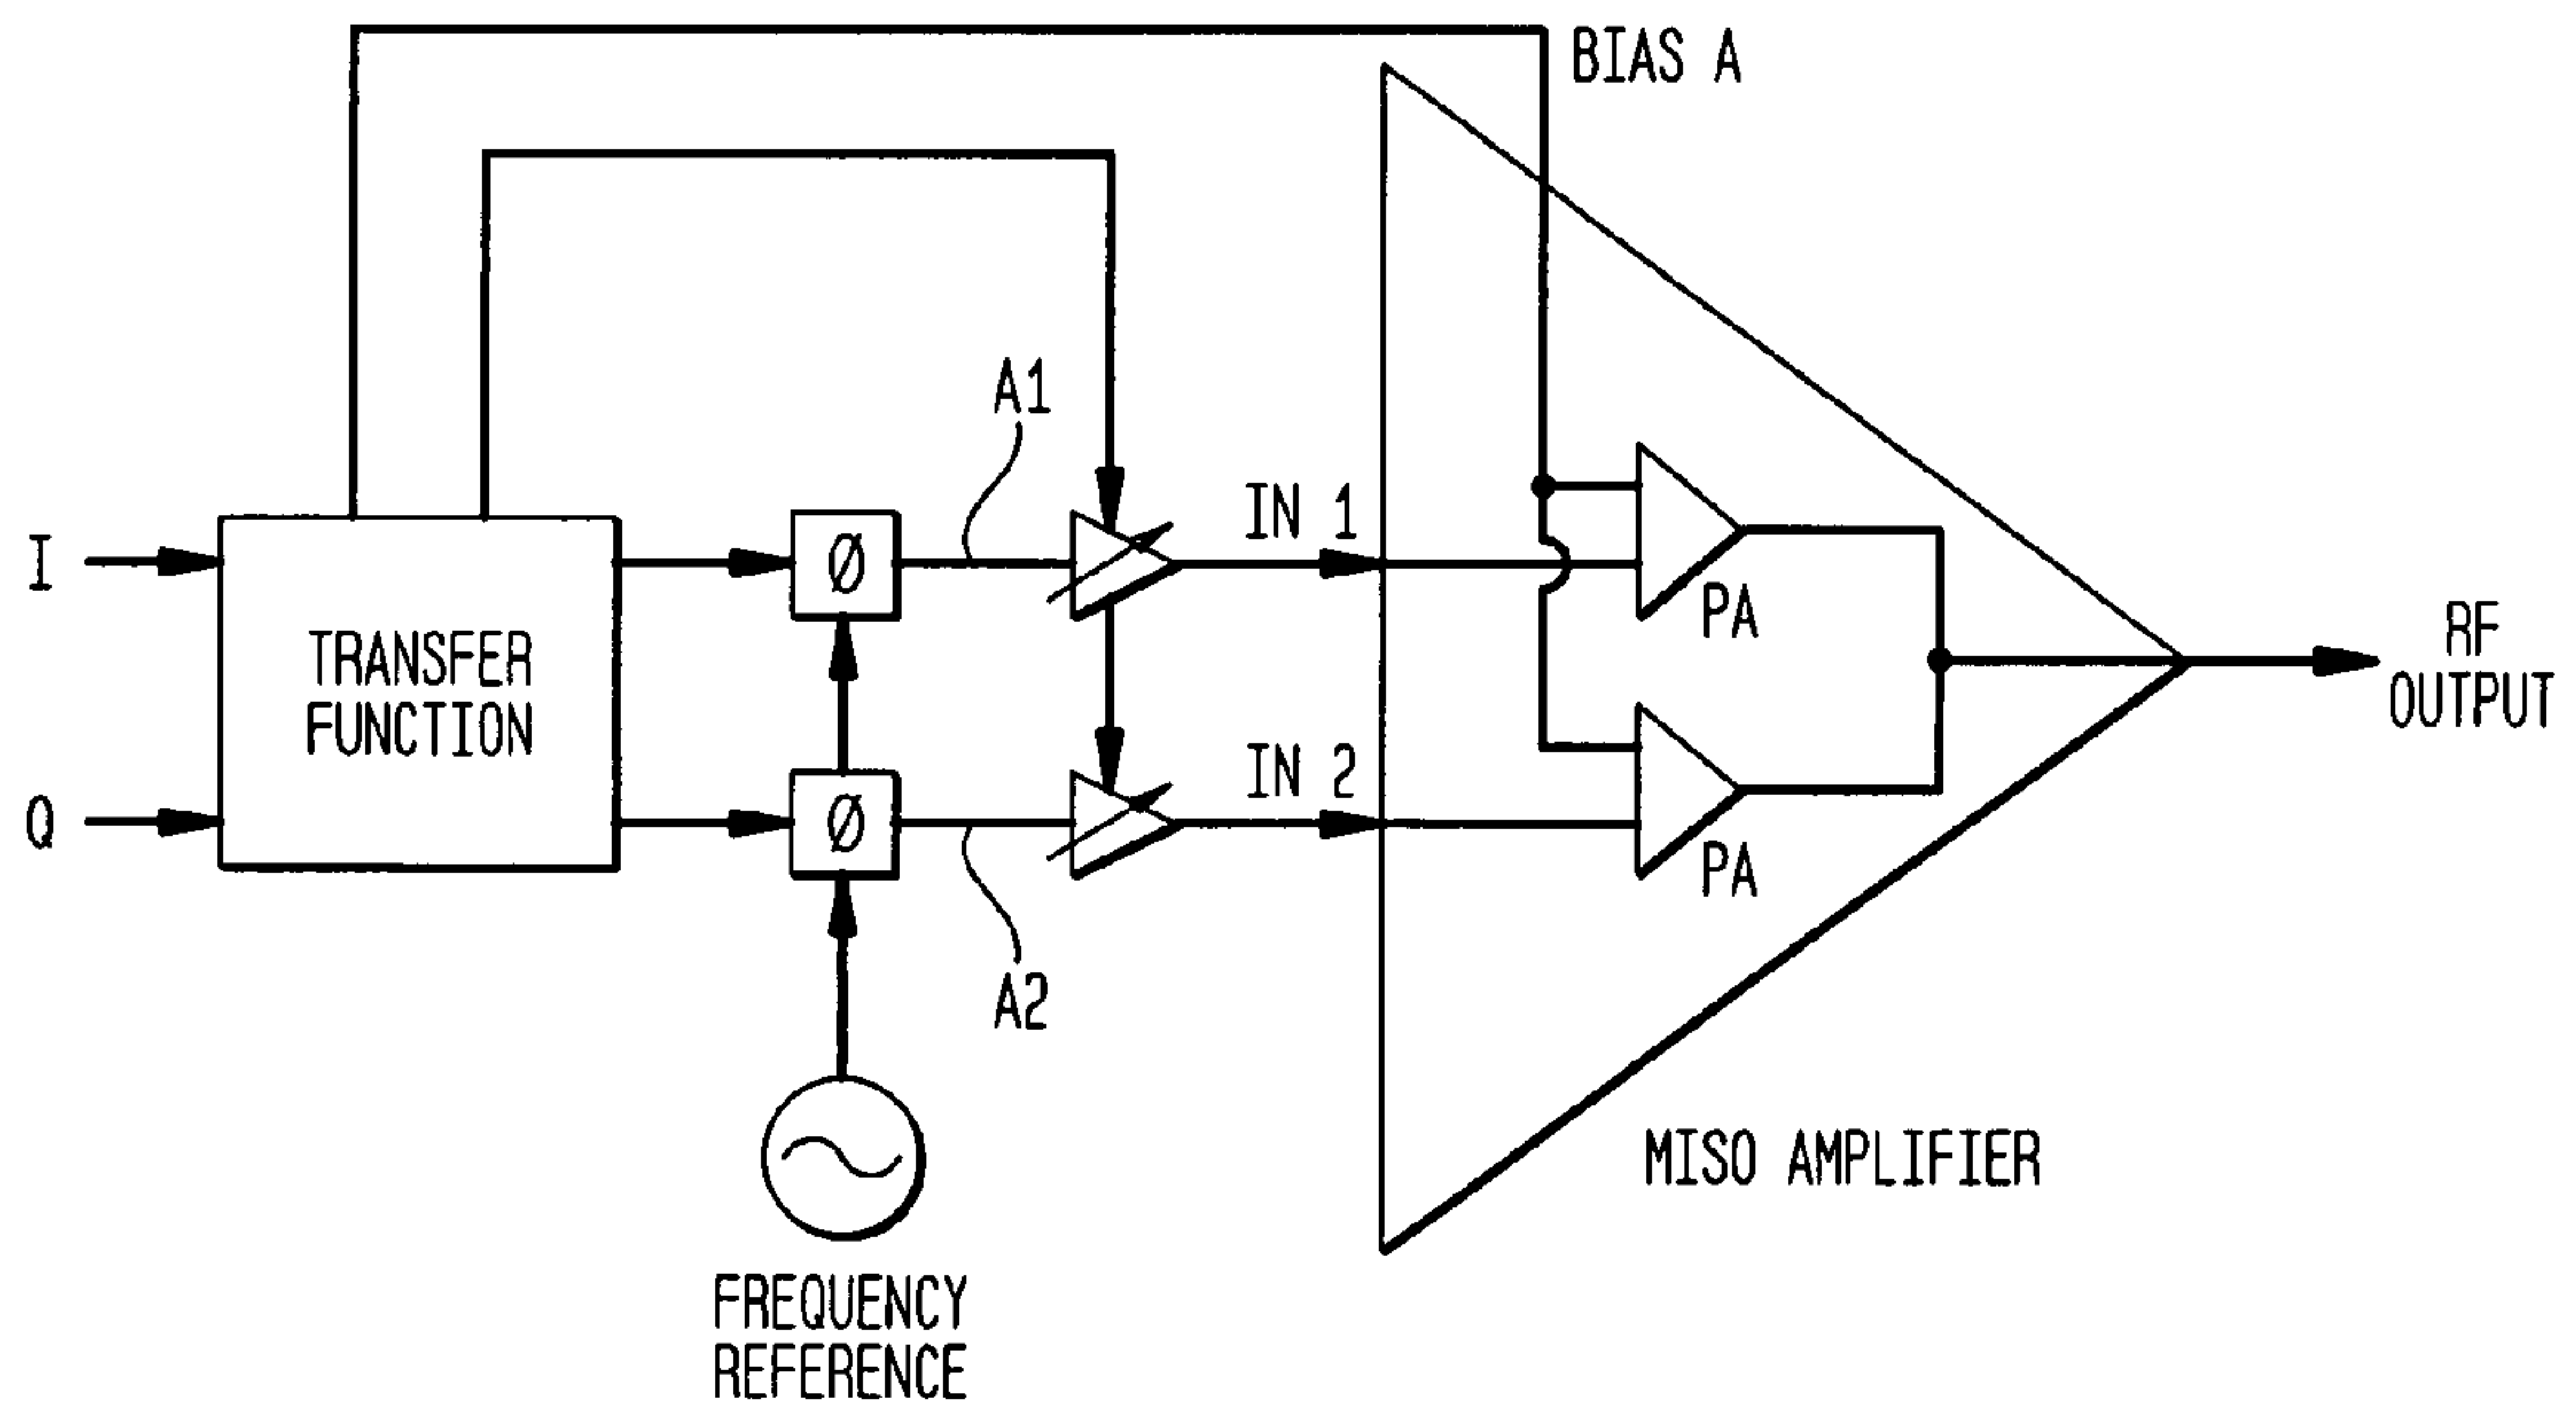 BIAS A
A1
I
Ø
IN 1
PA
TRANSFER
FUNCTION
RF
OUTPUT
Q
Ø
IN 2
PA
A2
MISO AMPLIFIER
FREQUENCY
REFERENCE